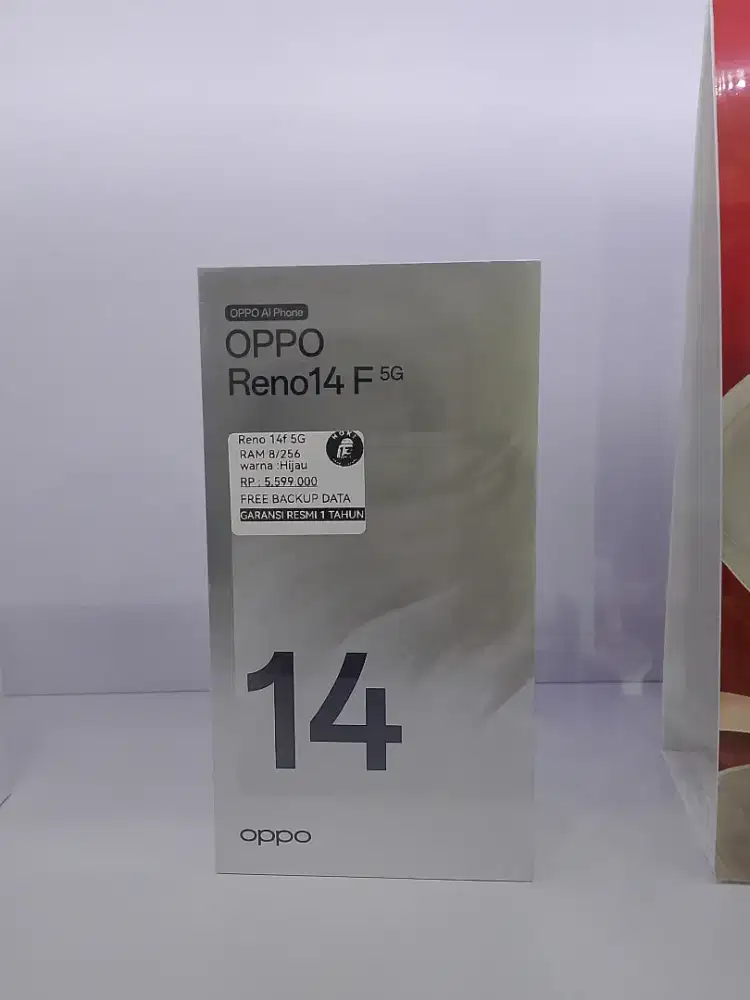 OPPO AI Phone
OPPO
Reno14 F 5G
Reno 14f 5G
RAM 8/256
warna :Hijau
RP : 5.599.000
FREE BACKUP DATA
GARANSI RESMI 1 TAHUN
14
oppo